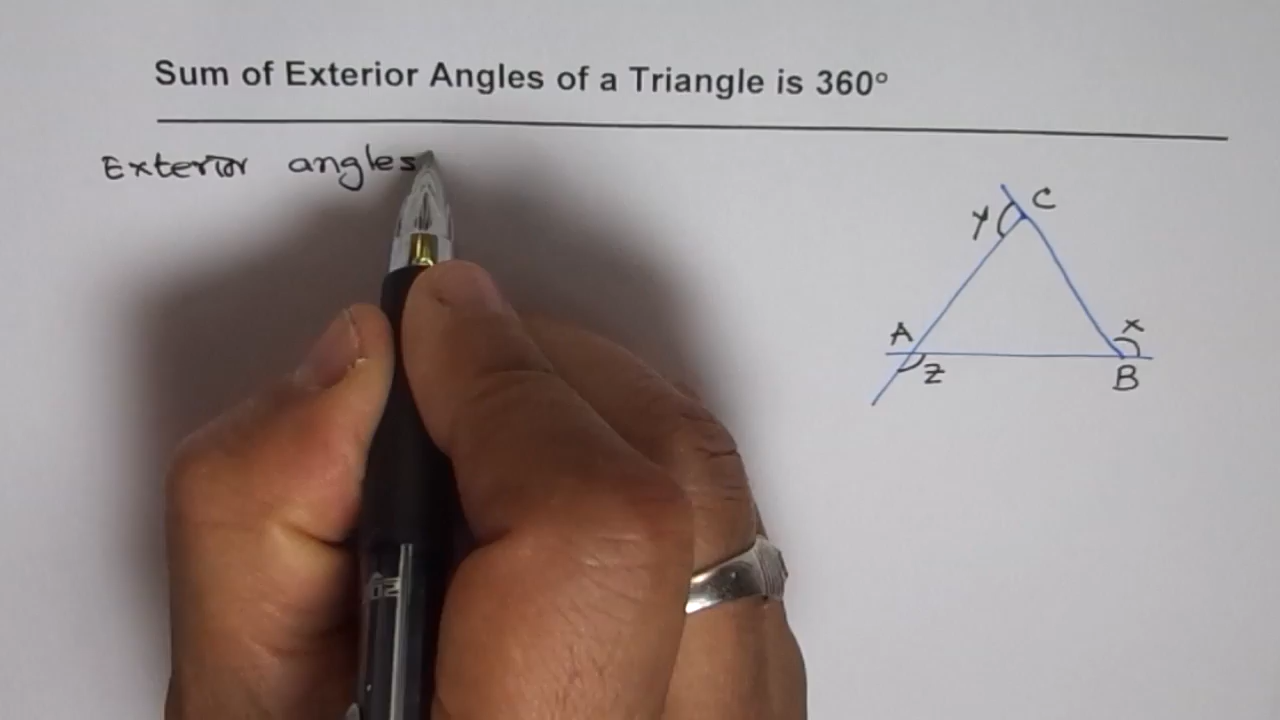 Sum of Exterior Angles of a Triangle is 360°
Exterior angles
C
Y
A
x
Z
B